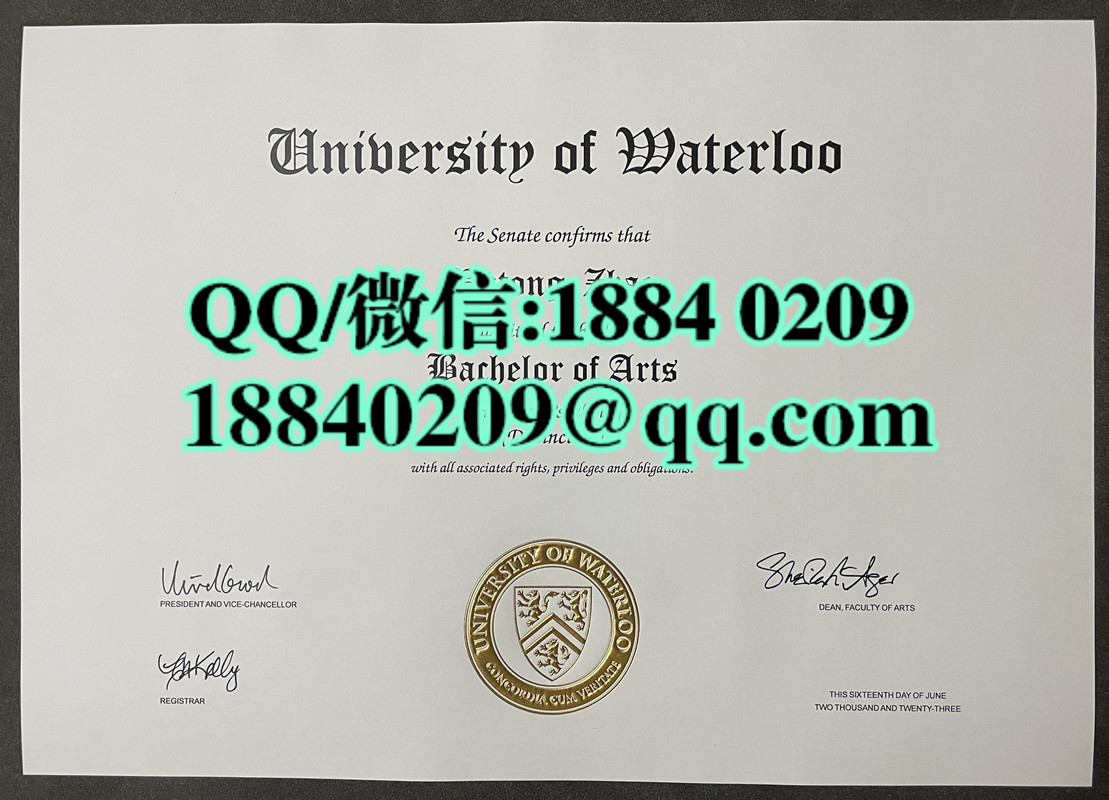 University of Waterloo
The Senate confirms that
QQ/微信:1884 0209
Bachelor of Arts
18840209@qq.com
with all associated rights, privileges and obligations.
PRESIDENT AND VICE-CHANCELLOR
DEAN, FACULTY OF ARTS
REGISTRAR
UNIVERSITY OF WATERLOO
CONCORDIA CUM VERITATE
THIS SIXTEENTH DAY OF JUNE
TWO THOUSAND AND TWENTY-THREE